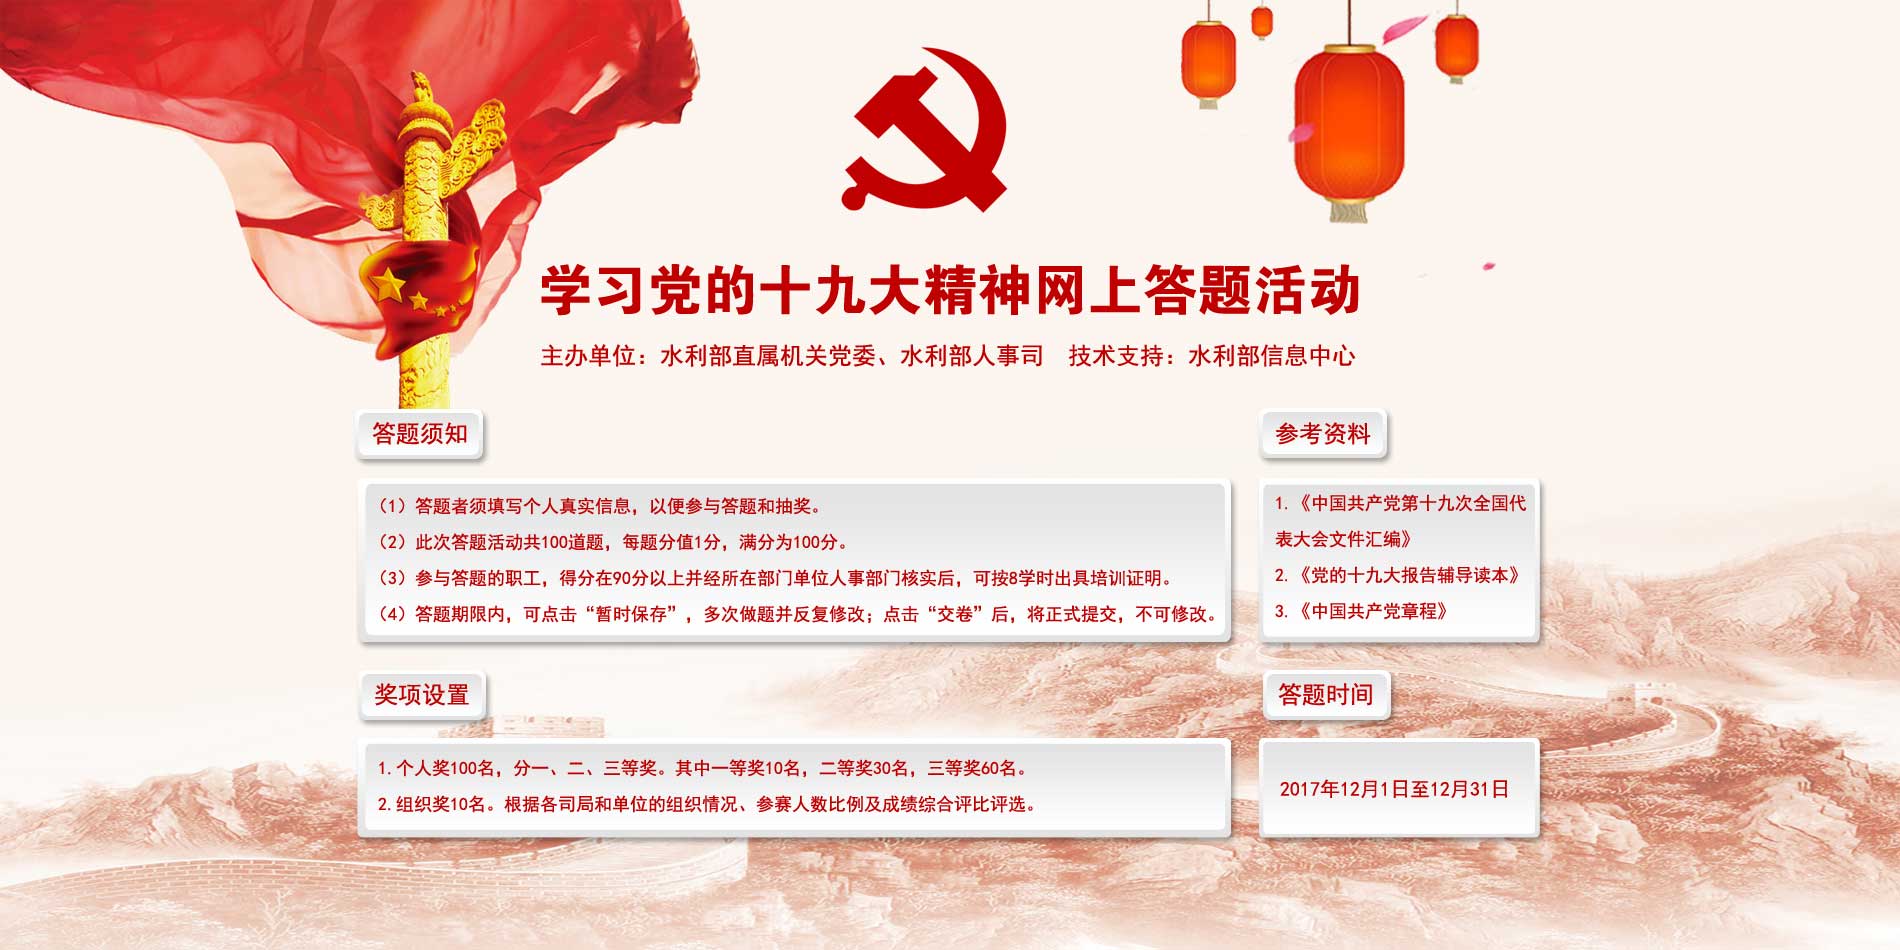 学习党的十九大精神网上答题活动
主办单位：水利部直属机关党委、水利部人事司 技术支持：水利部信息中心
答题须知
（1）答题者须填写个人真实信息，以便参与答题和抽奖。
（2）此次答题活动共100道题，每题分值1分，满分为100分。
（3）参与答题的职工，得分在90分以上并经所在部门单位人事部门核实后，可按8学时出具培训证明。
（4）答题期限内，可点击“暂时保存”，多次做题并反复修改；点击“交卷”后，将正式提交，不可修改。
参考资料
1.《中国共产党第十九次全国代
表大会文件汇编》
2.《党的十九大报告辅导读本》
3.《中国共产党章程》
奖项设置
1.个人奖100名，分一、二、三等奖。其中一等奖10名，二等奖30名，三等奖60名。
2.组织奖10名。根据各司局和单位的组织情况、参赛人数比例及成绩综合评比评选。
答题时间
2017年12月1日至12月31日